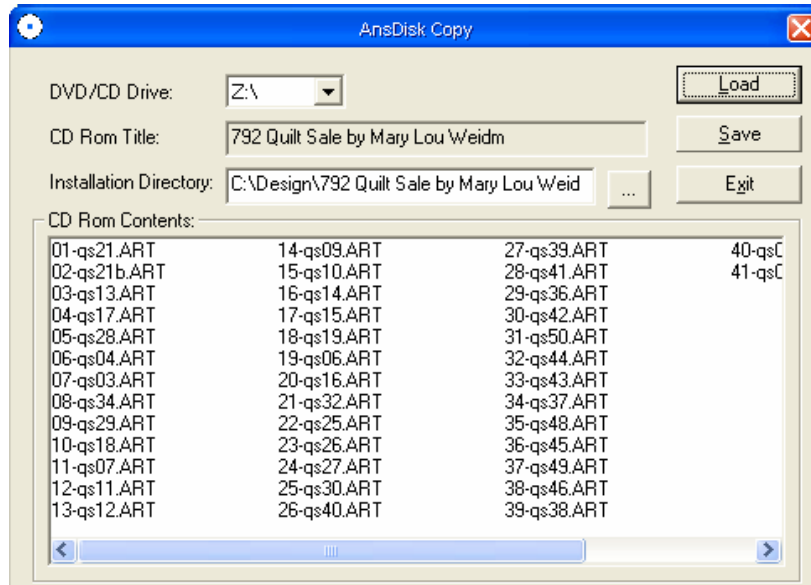 AnsDisk Copy
DVD/CD Drive:
Z:\
Load
CD Rom Title:
792 Quilt Sale by Mary Lou Weidm
Save
Installation Directory:
C:\Design\792 Quilt Sale by Mary Lou Weid
...
Exit
CD Rom Contents:
01-qs21.ART 14-qs09.ART 27-qs39.ART 40-qs
02-qs21b.ART 15-qs10.ART 28-qs41.ART 41-qs
03-qs13.ART 16-qs14.ART 29-qs36.ART
04-qs17.ART 17-qs15.ART 30-qs42.ART
05-qs28.ART 18-qs19.ART 31-qs50.ART
06-qs04.ART 19-qs06.ART 32-qs44.ART
07-qs03.ART 20-qs16.ART 33-qs43.ART
08-qs34.ART 21-qs32.ART 34-qs37.ART
09-qs29.ART 22-qs25.ART 35-qs48.ART
10-qs18.ART 23-qs26.ART 36-qs45.ART
11-qs07.ART 24-qs27.ART 37-qs49.ART
12-qs11.ART 25-qs30.ART 38-qs46.ART
13-qs12.ART 26-qs40.ART 39-qs38.ART